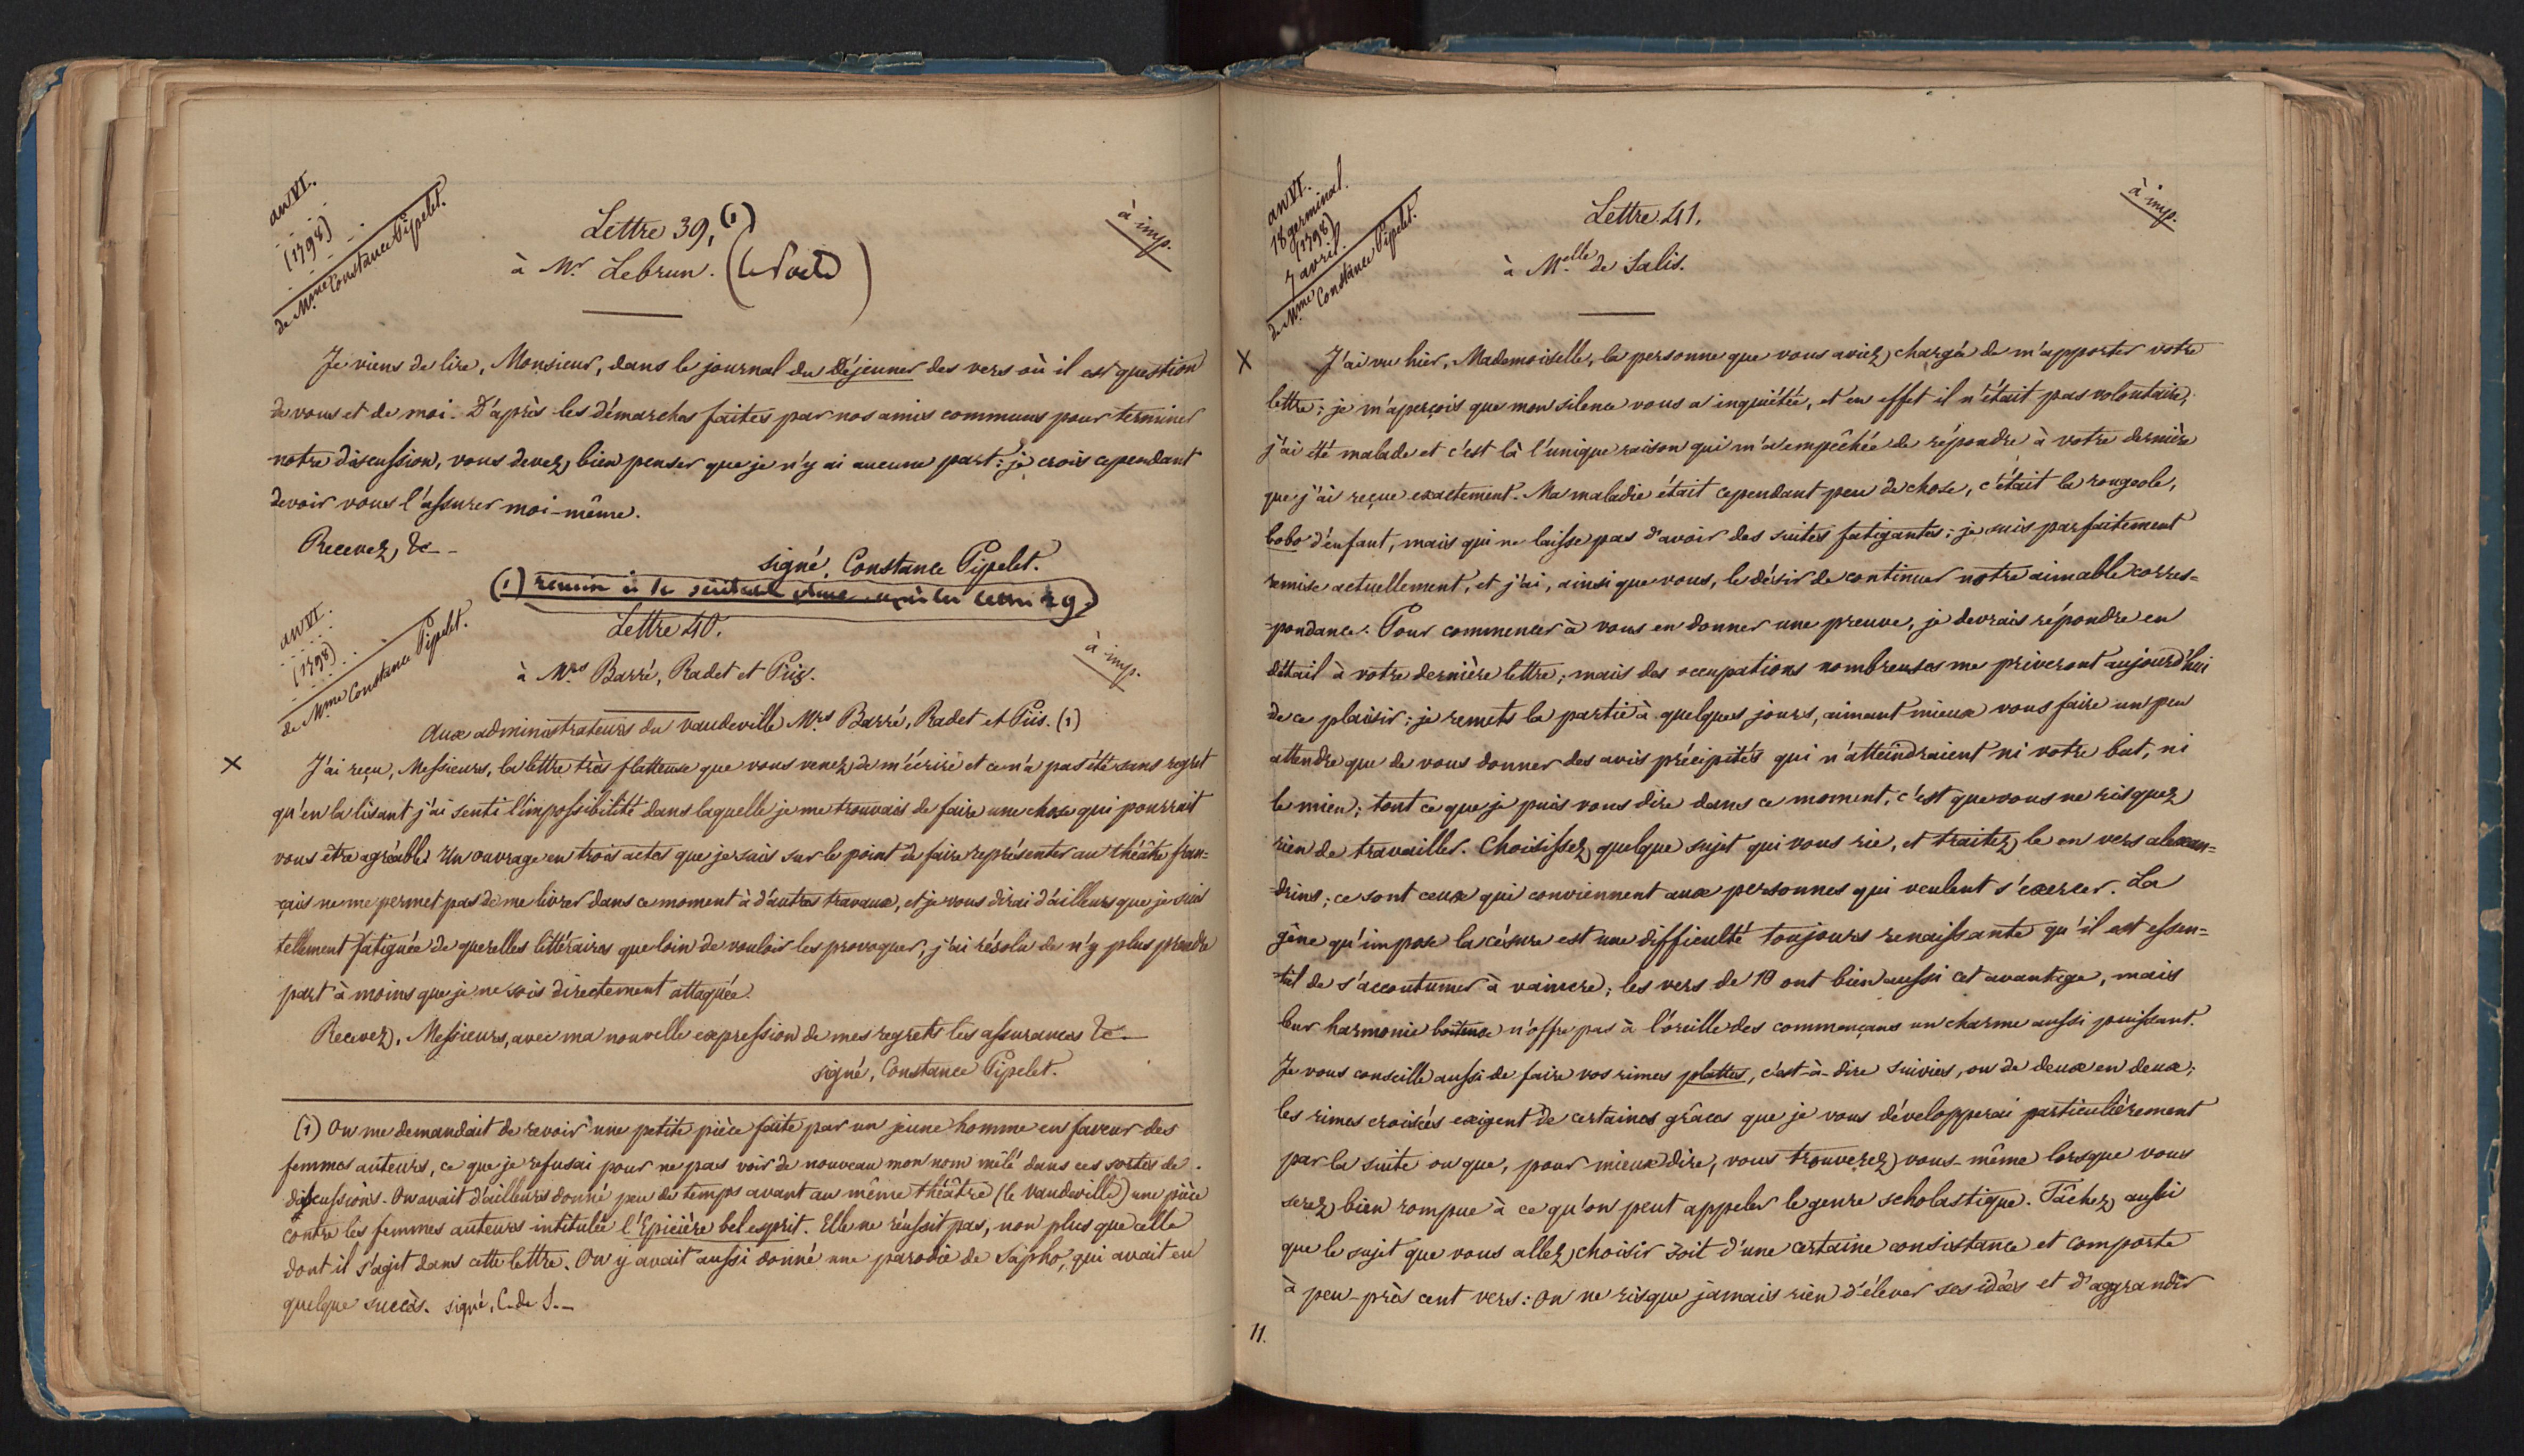 an VI.
(1798)
de Mme Constance Pipelet.
Lettre 39. (1)
à imp.
à Mr. Lebrun. (le Poète)
Je viens de lire, Monsieur, dans le journal du Déjeuner des vers où il est question
de vous et de moi. D'après les démarches faites par nos amis communs pour terminer
notre discussion, vous devez bien penser que je n'y ai aucune part : je crois cependant
devoir vous l'assurer moi-même.
Recevez, &c -
signé, Constance Pipelet.
(1)
an VI.
(1798)
de Mme Constance Pipelet.
Lettre 40.
à imp.
à Mrs Barré, Radet et Piis.
Aux administrateurs du vaudeville Mrs Barré, Radet et Piis. (1)
X J'ai reçu, Messieurs, la lettre très flatteuse que vous venez de m'écrire et ce n'a pas été sans regret
qu'en la lisant j'ai senti l'impossibilité dans laquelle je me trouvais de faire une chose qui pourrait
vous être agréable. Un ouvrage en trois actes que je suis sur le point de faire représenter au théâtre fran=
çais ne me permet pas de me livrer dans ce moment à d'autres travaux, et je vous dirai d'ailleurs que je suis
tellement fatiguée de querelles littéraires que loin de vouloir les provoquer, j'ai résolu de n'y plus prendre
part à moins que je ne sois directement attaquée.
Recevez, Messieurs, avec ma nouvelle expression de mes regrets les assurances &c -
signé, Constance Pipelet.
(1) On me demandait de revoir une petite pièce faite par un jeune homme en faveur des
femmes auteurs, ce que je refusai pour ne pas voir de nouveau mon nom mêlé dans ces sortes de
discussions. On avait d'ailleurs donné peu de temps avant au même théâtre (le vaudeville) une pièce
contre les femmes auteurs intitulée l'Epicière bel esprit. Elle ne réussit pas, non plus que celle
dont il s'agit dans cette lettre. On y avait aussi donné une parodie de Sapho, qui avait eu
quelque succès. signé, C. de S. -
an VI.
18 germinal.
(1798)
7 avril.
de Mme Constance Pipelet.
Lettre 41.
à imp.
à Melle de Salis.
X J'ai vu hier, Mademoiselle, la personne que vous aviez chargée de m'apporter votre
lettre ; je m'aperçois que mon silence vous a inquiétée, et en effet il n'était pas volontaire,
j'ai été malade et c'est là l'unique raison qui m'a empêchée de répondre à votre dernière
que j'ai reçue exactement. Ma maladie était cependant peu de chose, c'était la rougeole,
bobo d'enfant, mais qui ne laisse pas d'avoir des suites fatigantes ; je suis parfaitement
remise actuellement, et j'ai, ainsi que vous, le désir de continuer notre aimable corres=
=pondance. Pour commencer à vous en donner une preuve, je devrais répondre en
détail à votre dernière lettre ; mais des occupations nombreuses me priveront aujourd'hui
de ce plaisir ; je remets la partie à quelques jours, aimant mieux vous faire un peu
attendre que de vous donner des avis précipités qui n'atteindraient ni votre but, ni
le mien ; tout ce que je puis vous dire dans ce moment, c'est que vous ne risquez
rien de travailler. Choisissez quelque sujet qui vous rie, et traitez le en vers alexan=
=drins ; ce sont ceux qui conviennent aux personnes qui veulent s'exercer. La
gêne qu'impose la césure est une difficulté toujours renaissante qu'il est essen=
=tiel de s'accoutumer à vaincre ; les vers de 10 ont bien aussi cet avantage, mais
leur harmonie boiteuse n'offre pas à l'oreille des commençans un charme aussi puissant.
Je vous conseille aussi de faire vos rimes plattes, c'est-à-dire suivies, ou de deux en deux ;
les rimes croisées exigent de certaines grâces que je vous développerai particulièrement
par la suite ou que, pour mieux dire, vous trouverez vous-même lorsque vous
serez bien rompue à ce qu'on peut appeler le genre scholastique. Tâchez aussi
que le sujet que vous allez choisir soit d'une certaine consistance et comporte
à peu-près cent vers : on ne risque jamais rien d'élever ses idées et d'aggrandir
11.